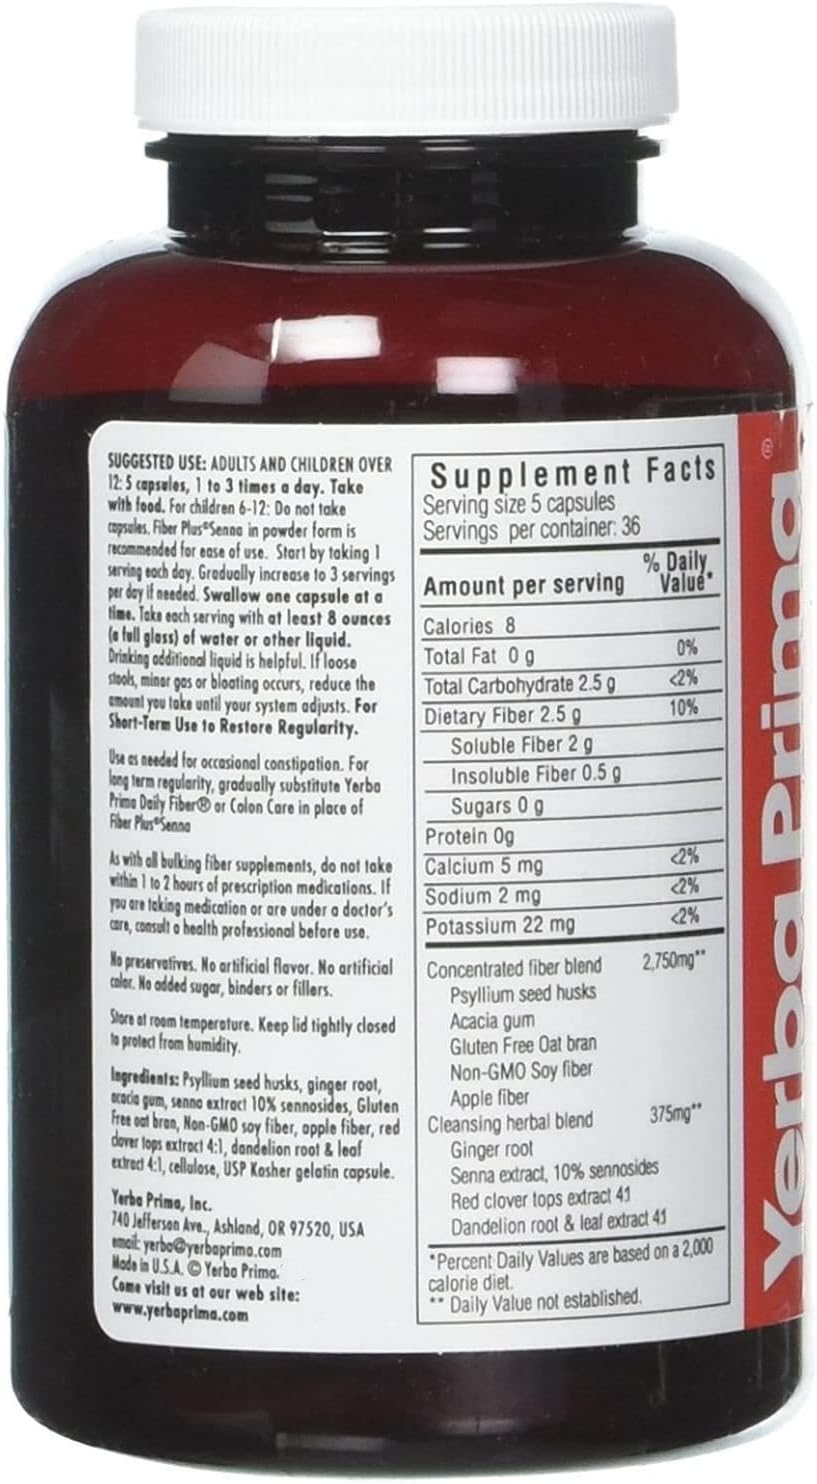 SUGGESTED USE: ADULTS AND CHILDREN OVER
12: 5 capsules, 1 to 3 times a day. Take
with food. For children 6-12: Do not take
capsules. Fiber Plus®Senna in powder form is
recommended for ease of use. Start by taking 1
serving each day. Gradually increase to 3 servings
per day if needed. Swallow one capsule at a
time. Take each serving with at least 8 ounces
(a full glass) of water or other liquid.
Drinking additional liquid is helpful. If loose
stools, minor gas or bloating occurs, reduce the
amount you take until your system adjusts. For
Short-Term Use to Restore Regularity.
Use as needed for occasional constipation. For
long term regularity, gradually substitute Yerba
Prima Daily Fiber® or Colon Care in place of
Fiber Plus®Senna
As with all bulking fiber supplements, do not take
within 1 to 2 hours of prescription medications. If
you are taking medication or are under a doctor's
care, consult a health professional before use.
No preservatives. No artificial flavor. No artificial
color. No added sugar, binders or fillers.
Store at room temperature. Keep lid tightly closed
to protect from humidity.
Ingredients: Psyllium seed husks, ginger root,
acacia gum, senna extract 10% sennosides, Gluten
Free oat bran, Non-GMO soy fiber, apple fiber, red
clover tops extract 4:1, dandelion root & leaf
extract 4:1, cellulose, USP Kosher gelatin capsule.
Yerba Prima, Inc.
740 Jefferson Ave., Ashland, OR 97520, USA
email: yerba@yerbaprima.com
Made in U.S.A. © Yerba Prima.
Come visit us at our web site:
www.yerbaprima.com
Supplement Facts
Serving size 5 capsules
Servings per container: 36
Amount per serving % Daily Value*
Calories 8
Total Fat 0 g 0%
Total Carbohydrate 2.5 g <2%
Dietary Fiber 2.5 g 10%
Soluble Fiber 2 g
Insoluble Fiber 0.5 g
Sugars 0 g
Protein 0g
Calcium 5 mg <2%
Sodium 2 mg <2%
Potassium 22 mg <2%
Concentrated fiber blend 2,750mg**
Psyllium seed husks
Acacia gum
Gluten Free Oat bran
Non-GMO Soy fiber
Apple fiber
Cleansing herbal blend 375mg**
Ginger root
Senna extract, 10% sennosides
Red clover tops extract 4:1
Dandelion root & leaf extract 4:1
*Percent Daily Values are based on a 2,000
calorie diet.
** Daily Value not established.
Yerba Prima®